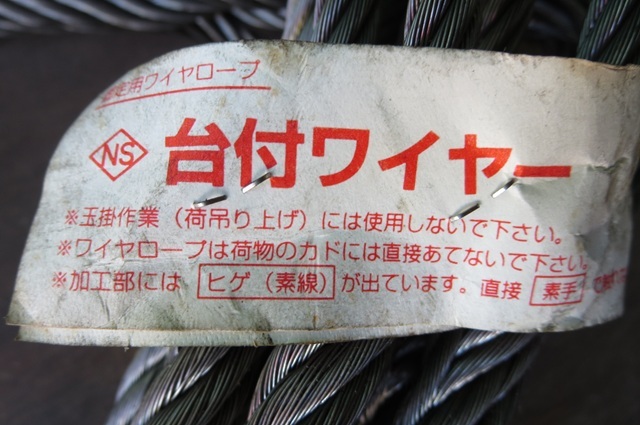 用ワイヤロープ
NS
台付ワイヤー
※玉掛作業（荷吊り上げ）には使用しないで下さい。
※ワイヤロープは荷物のカドには直接あてないで下さい。
※加工部には ヒゲ（素線） が出ています。直接 素手